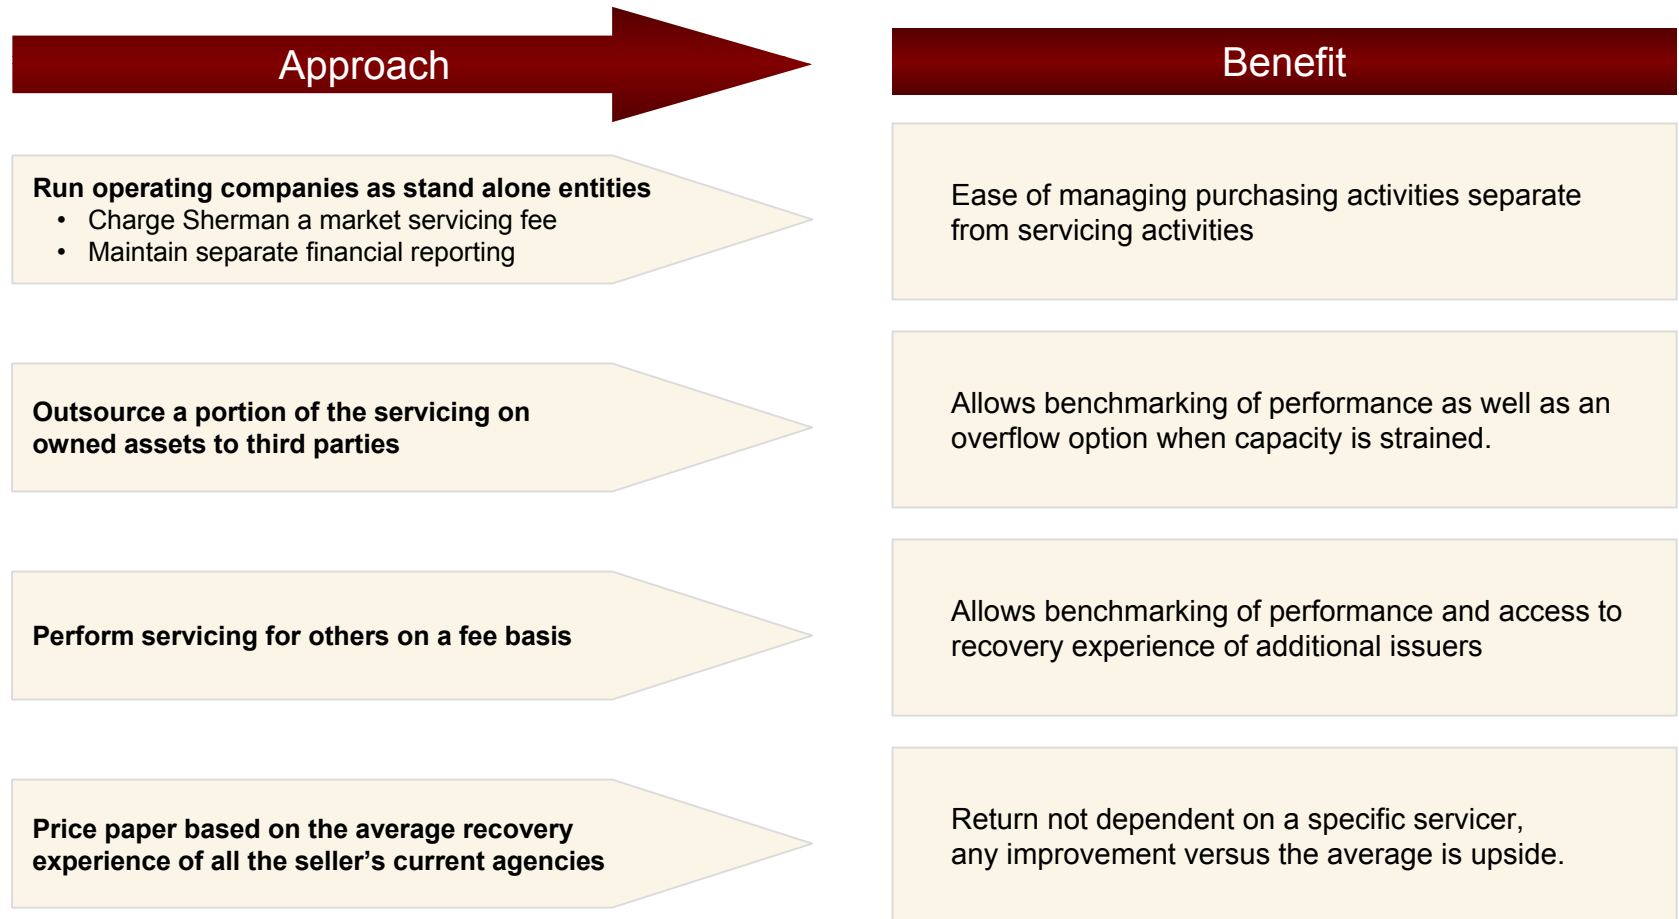 Approach
Benefit
Run operating companies as stand alone entities
• Charge Sherman a market servicing fee
• Maintain separate financial reporting
Ease of managing purchasing activities separate
from servicing activities
Outsource a portion of the servicing on
owned assets to third parties
Allows benchmarking of performance as well as an
overflow option when capacity is strained.
Perform servicing for others on a fee basis
Allows benchmarking of performance and access to
recovery experience of additional issuers
Price paper based on the average recovery
experience of all the seller’s current agencies
Return not dependent on a specific servicer,
any improvement versus the average is upside.